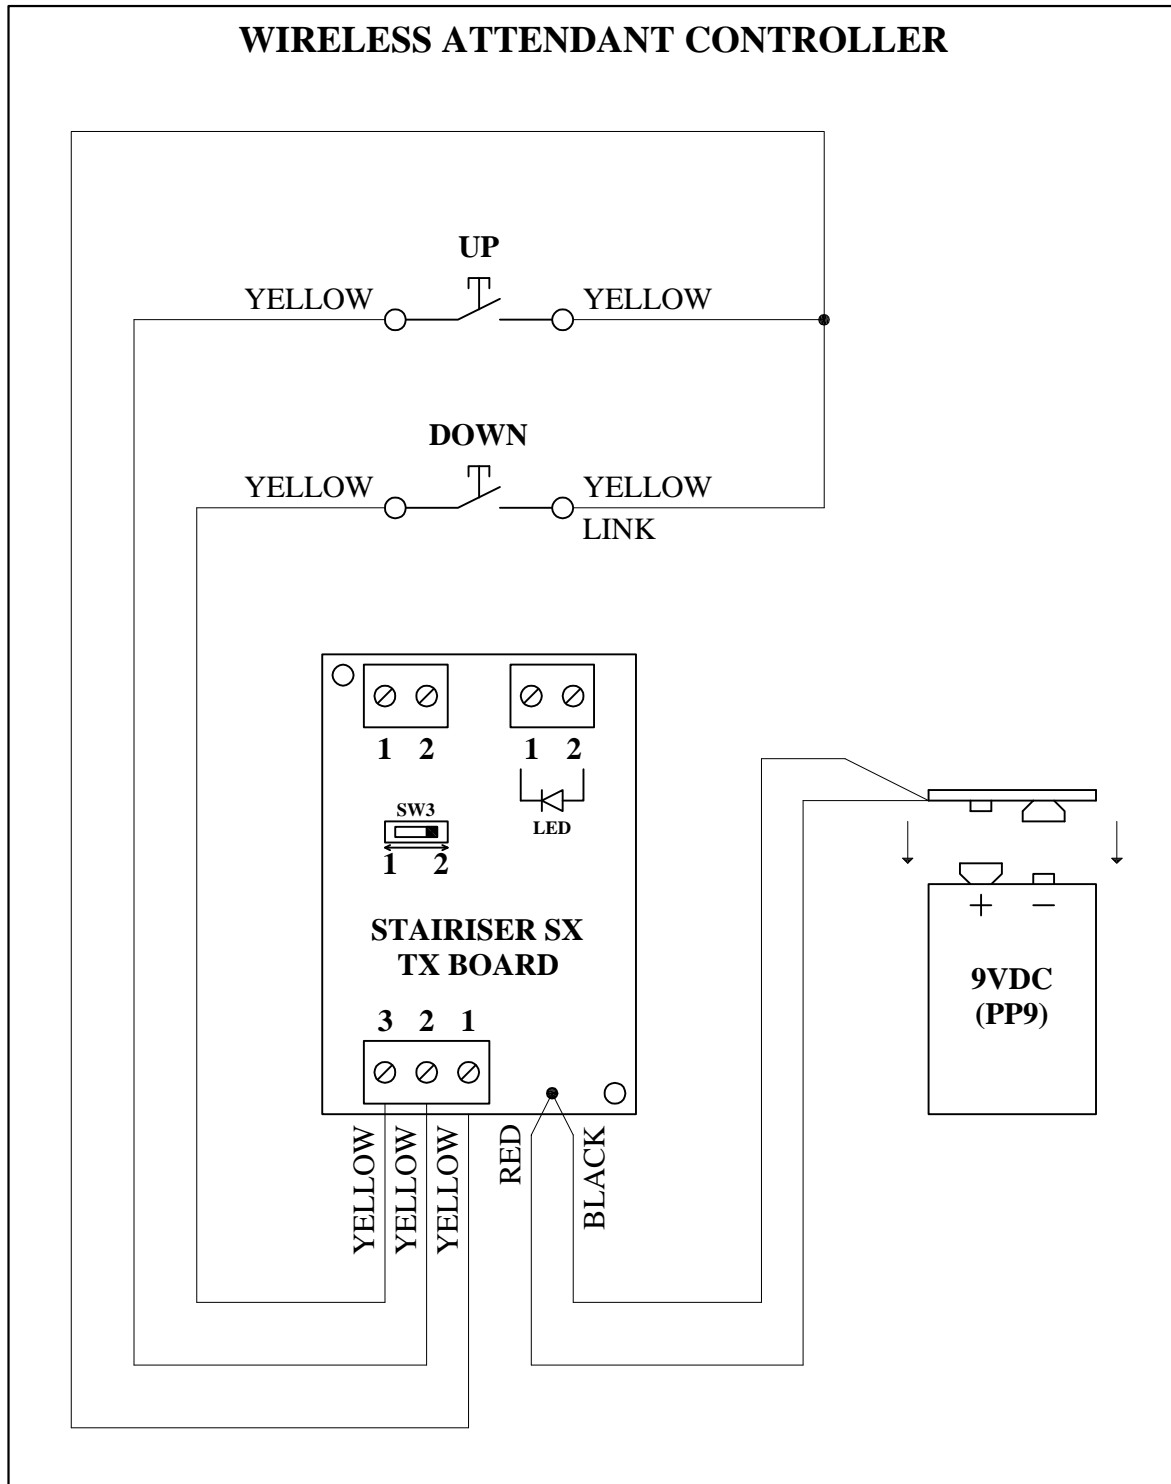 WIRELESS ATTENDANT CONTROLLER
UP
YELLOW YELLOW
DOWN
YELLOW YELLOW
LINK
1 2 1 2
SW3
LED
1 2
STAIRISER SX
TX BOARD
+ −
9VDC
(PP9)
3 2 1
YELLOW
YELLOW
YELLOW
RED
BLACK